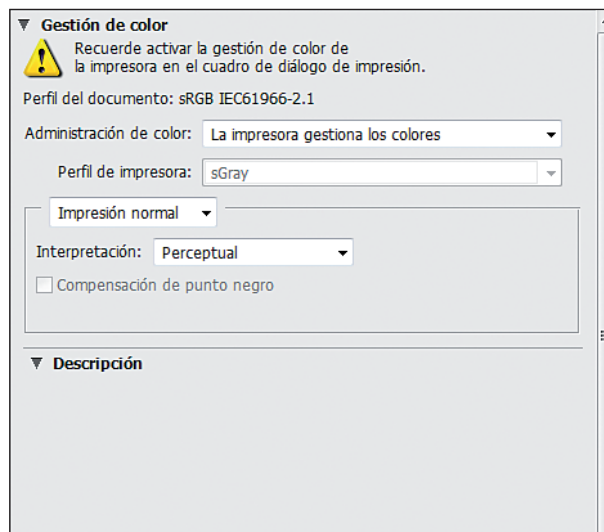 Gestión de color
Recuerde activar la gestión de color de
la impresora en el cuadro de diálogo de impresión.
Perfil del documento: sRGB IEC61966-2.1
Administración de color: La impresora gestiona los colores
Perfil de impresora: sGray
Impresión normal
Interpretación: Perceptual
Compensación de punto negro
Descripción